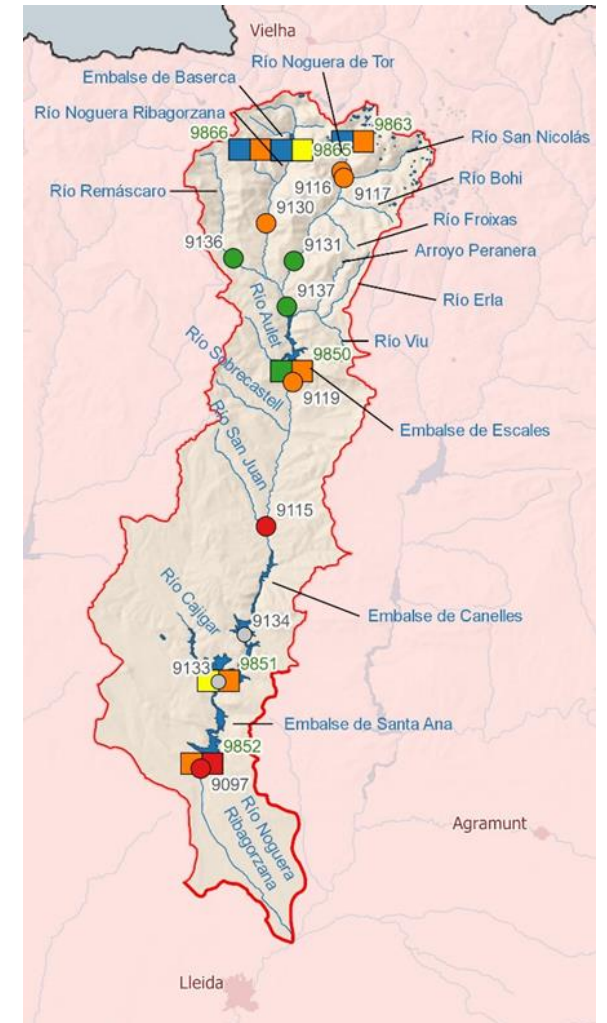 Vielha
Río Noguera de Tor
Embalse de Baserca
Río Noguera Ribagorzana
9866
9863
9865
Río San Nicolás
9116
9117
Río Bohi
Río Remáscaro
9130
Río Froixas
9136
9131
Arroyo Peranera
9137
Río Erla
Río Aulet
Río Viu
9850
Río Sobrecastell
9119
Embalse de Escales
Río San Juan
9115
Río Cajigar
Embalse de Canelles
9134
9133
9851
Embalse de Santa Ana
9852
9097
Río Noguera
Ribagorzana
Agramunt
Lleida